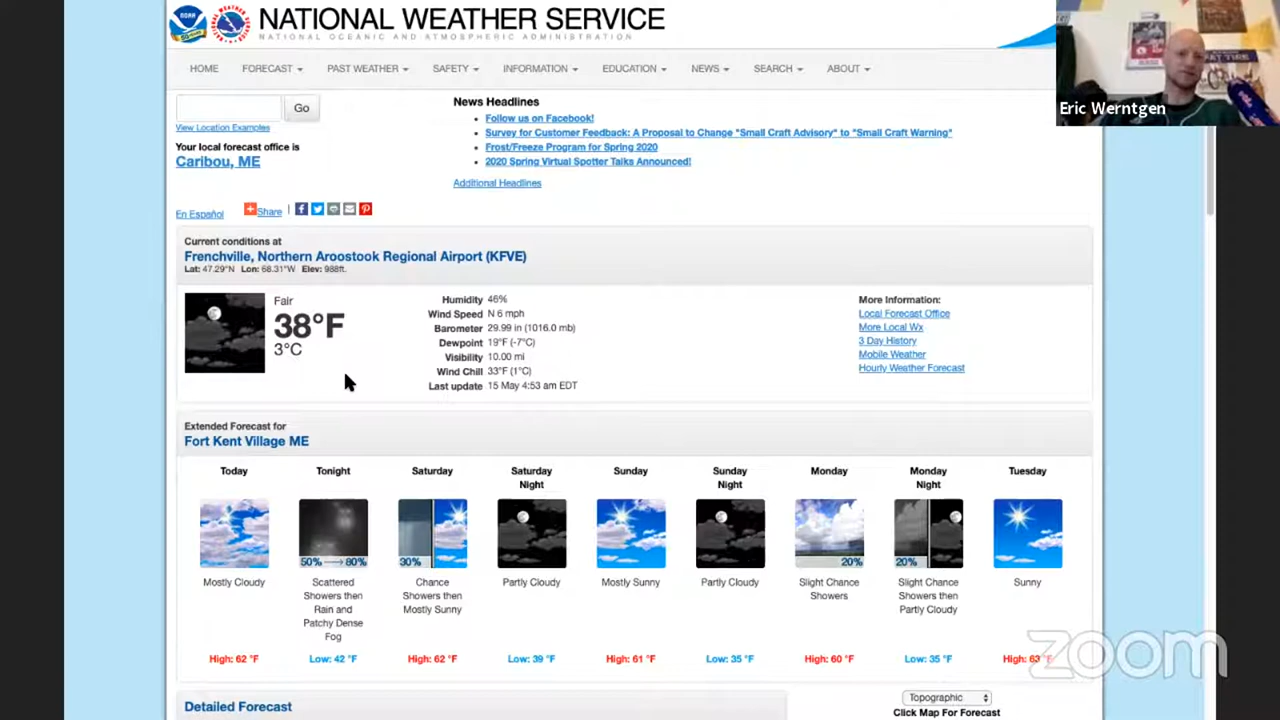 NATIONAL WEATHER SERVICE
NATIONAL OCEANIC AND ATMOSPHERIC ADMINISTRATION
HOME FORECAST PAST WEATHER SAFETY INFORMATION EDUCATION NEWS SEARCH ABOUT
Eric Werntgen
Go
View Location Examples
Your local forecast office is
Caribou, ME
News Headlines
Follow us on Facebook!
Survey for Customer Feedback: A Proposal to Change "Small Craft Advisory" to "Small Craft Warning"
Frost/Freeze Program for Spring 2020
2020 Spring Virtual Spotter Talks Announced!
Additional Headlines
En Español Share |
Current conditions at
Frenchville, Northern Aroostook Regional Airport (KFVE)
Lat: 47.29°N Lon: 68.31°W Elev: 988ft.
Fair
38°F
3°C
Humidity 46%
Wind Speed N 6 mph
Barometer 29.99 in (1016.0 mb)
Dewpoint 19°F (-7°C)
Visibility 10.00 mi
Wind Chill 33°F (1°C)
Last update 15 May 4:53 am EDT
More Information:
Local Forecast Office
More Local Wx
3 Day History
Mobile Weather
Hourly Weather Forecast
Extended Forecast for
Fort Kent Village ME
Today
Mostly Cloudy
High: 62 °F
Tonight
50% 80%
Scattered
Showers then
Rain and
Patchy Dense
Fog
Low: 42 °F
Saturday
30%
Chance
Showers then
Mostly Sunny
High: 62 °F
Saturday
Night
Partly Cloudy
Low: 39 °F
Sunday
Mostly Sunny
High: 61 °F
Sunday
Night
Partly Cloudy
Low: 35 °F
Monday
20%
Slight Chance
Showers
High: 60 °F
Monday
Night
20%
Slight Chance
Showers then
Partly Cloudy
Low: 35 °F
Tuesday
Sunny
High: 63 °F
zoom
Detailed Forecast
Topographic
Click Map For Forecast